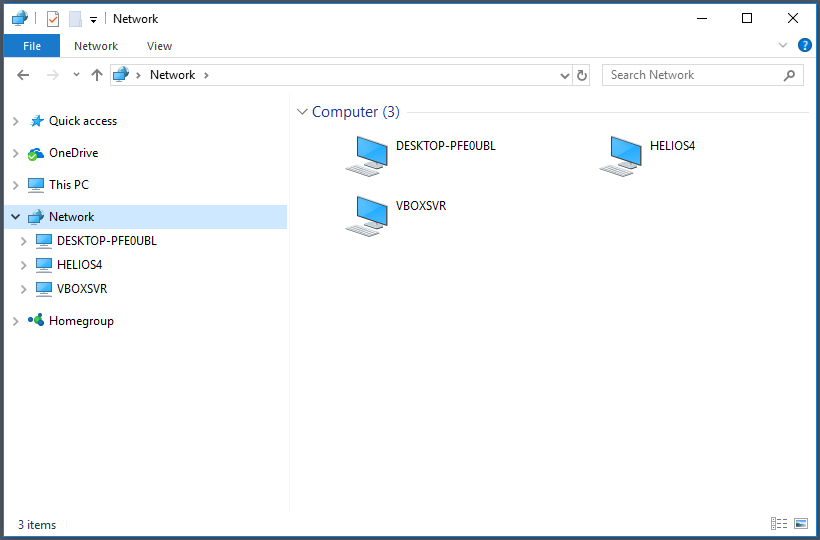 Network
File Network View
Network
Search Network
Quick access
OneDrive
This PC
Network
DESKTOP-PFE0UBL
HELIOS4
VBOXSVR
Homegroup
Computer (3)
DESKTOP-PFE0UBL
HELIOS4
VBOXSVR
3 items